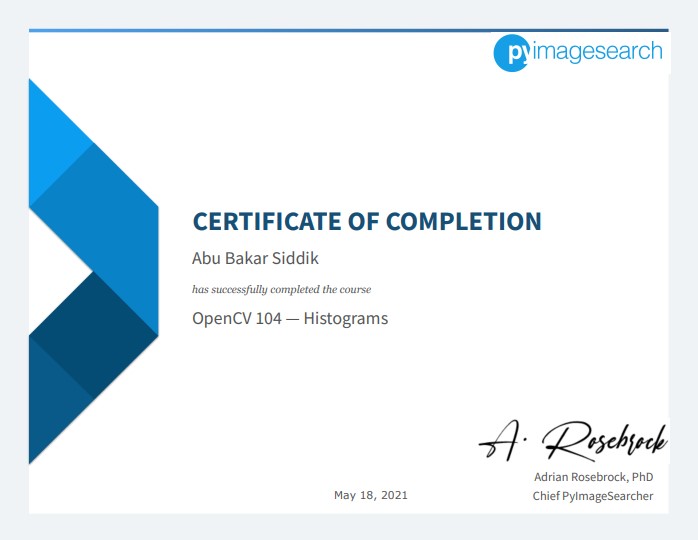 pyimagesearch
CERTIFICATE OF COMPLETION
Abu Bakar Siddik
has successfully completed the course
OpenCV 104 — Histograms
A. Rosebrock
Adrian Rosebrock, PhD
Chief PyImageSearcher
May 18, 2021